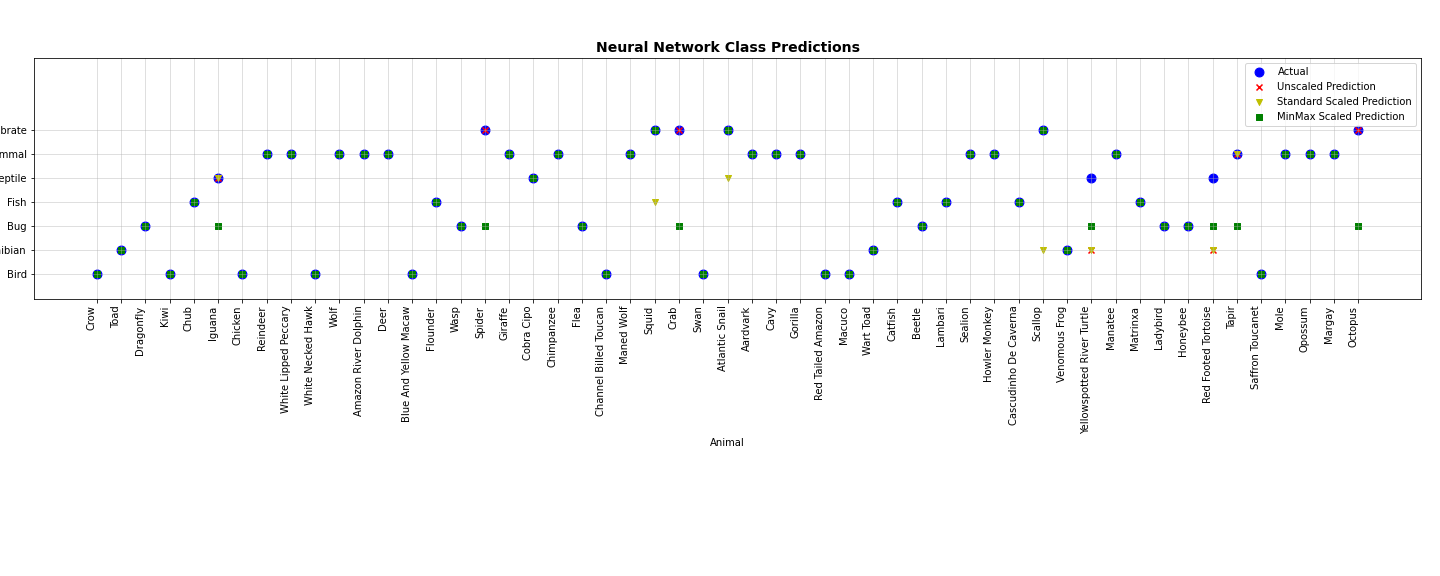 Neural Network Class Predictions
Actual
Unscaled Prediction
Standard Scaled Prediction
MinMax Scaled Prediction
brate
mmal
eptile
Fish
Bug
ibian
Bird
Crow
Toad
Dragonfly
Kiwi
Chub
Iguana
Chicken
Reindeer
White Lipped Peccary
White Necked Hawk
Wolf
Amazon River Dolphin
Deer
Blue And Yellow Macaw
Flounder
Wasp
Spider
Giraffe
Cobra Cipo
Chimpanzee
Flea
Channel Billed Toucan
Maned Wolf
Squid
Crab
Swan
Atlantic Snail
Aardvark
Cavy
Gorilla
Red Tailed Amazon
Macuco
Wart Toad
Catfish
Beetle
Lambari
Sealion
Howler Monkey
Cascudinho De Caverna
Scallop
Venomous Frog
Yellowspotted River Turtle
Manatee
Matrinxa
Ladybird
Honeybee
Red Footed Tortoise
Tapir
Saffron Toucanet
Mole
Opossum
Margay
Octopus
Animal